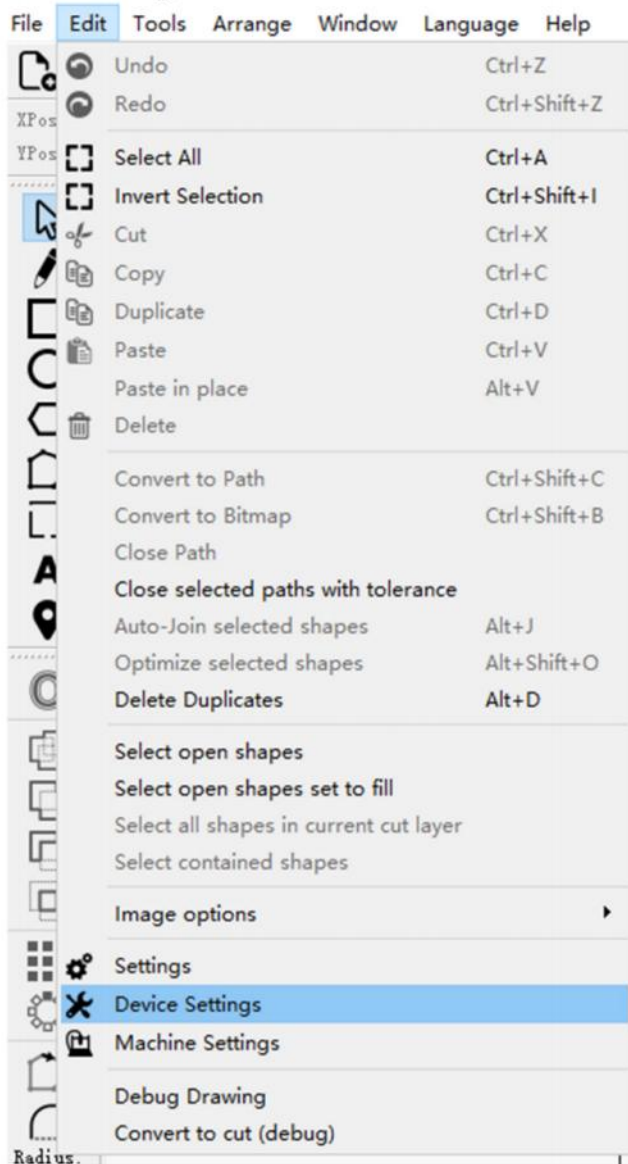 File Edit Tools Arrange Window Language Help
Undo Ctrl+Z
Redo Ctrl+Shift+Z
XPos
YPos
Select All Ctrl+A
Invert Selection Ctrl+Shift+I
Cut Ctrl+X
Copy Ctrl+C
Duplicate Ctrl+D
Paste Ctrl+V
Paste in place Alt+V
Delete
Convert to Path Ctrl+Shift+C
Convert to Bitmap Ctrl+Shift+B
Close Path
Close selected paths with tolerance
Auto-Join selected shapes Alt+J
Optimize selected shapes Alt+Shift+O
Delete Duplicates Alt+D
Select open shapes
Select open shapes set to fill
Select all shapes in current cut layer
Select contained shapes
Image options
Settings
Device Settings
Machine Settings
Debug Drawing
Convert to cut (debug)
Radius: